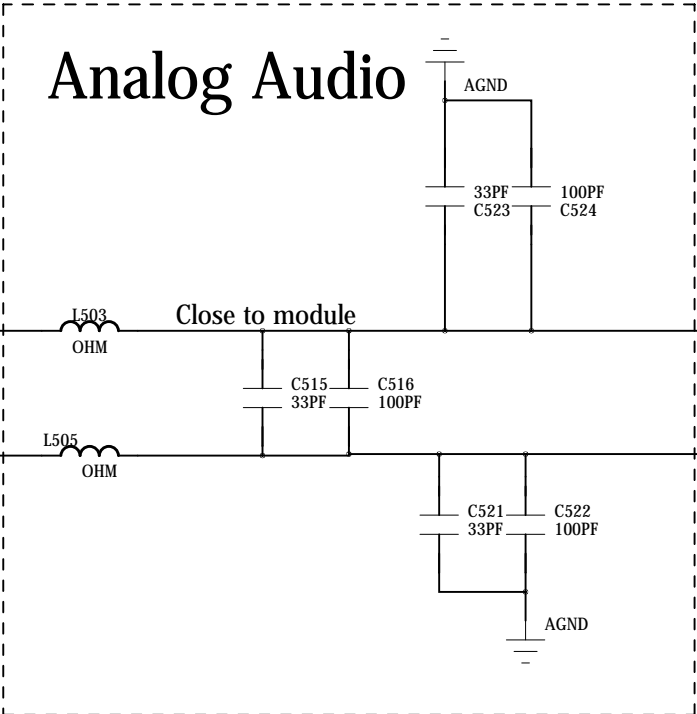 Analog Audio
AGND
33PF
C523
100PF
C524
L503
OHM
Close to module
C515
33PF
C516
100PF
L505
OHM
C521
33PF
C522
100PF
AGND